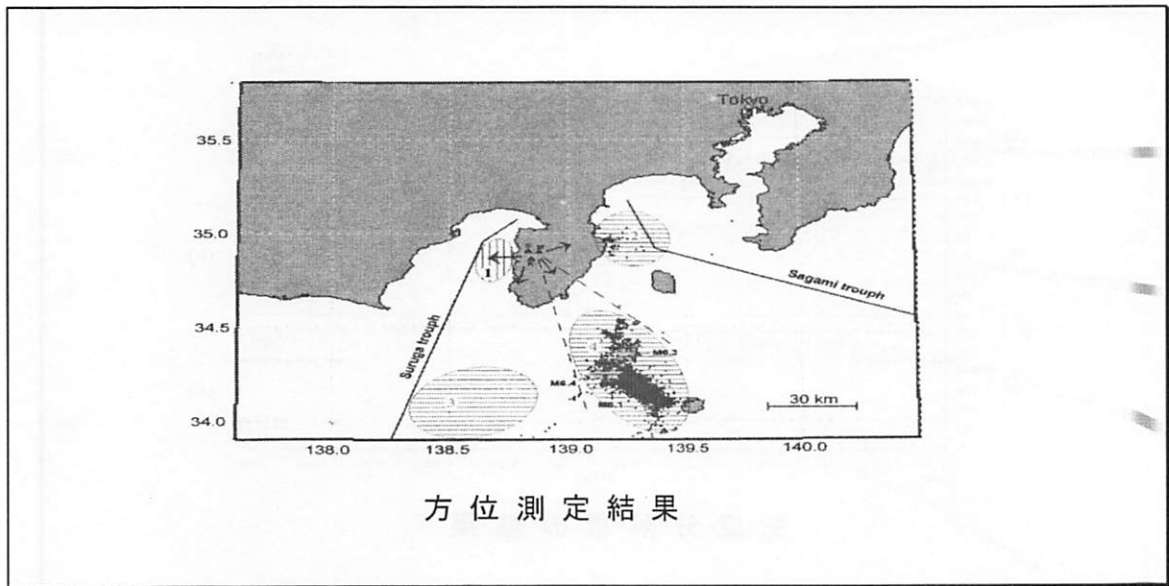 Tokyo
35.5
35.0
34.5
34.0
1
Suruga trouph
Sagami trouph
M6.3
M6.4
30 km
138.0
138.5
139.0
139.5
140.0
方位測定結果